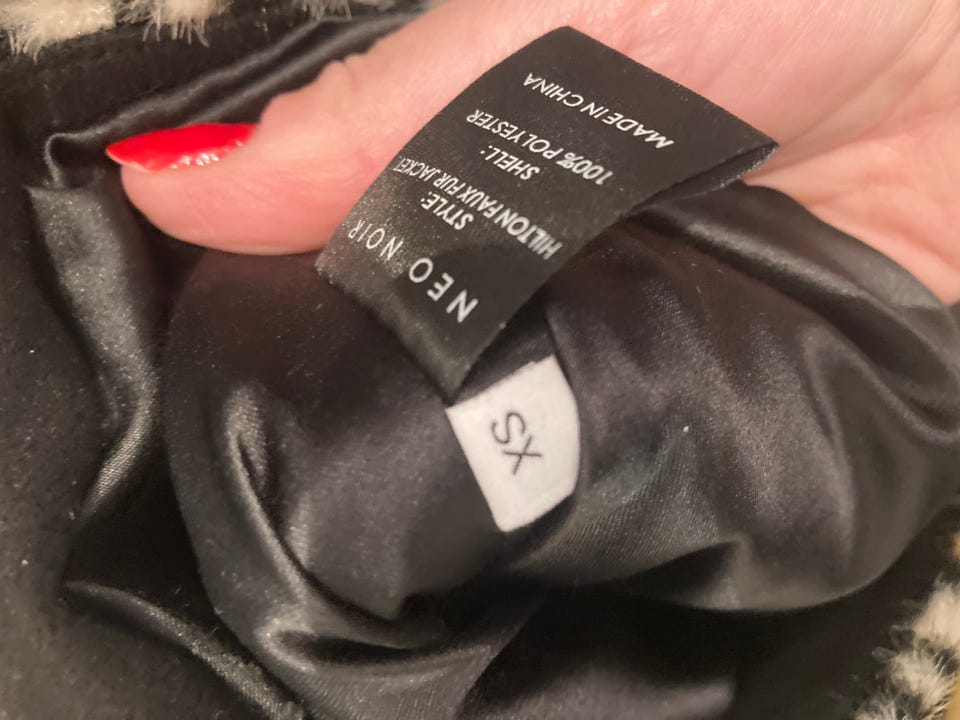 NEO NOIR
STYLE:
HILTON FAUX FUR JACKET
SHELL:
100% POLYESTER
MADE IN CHINA
XS